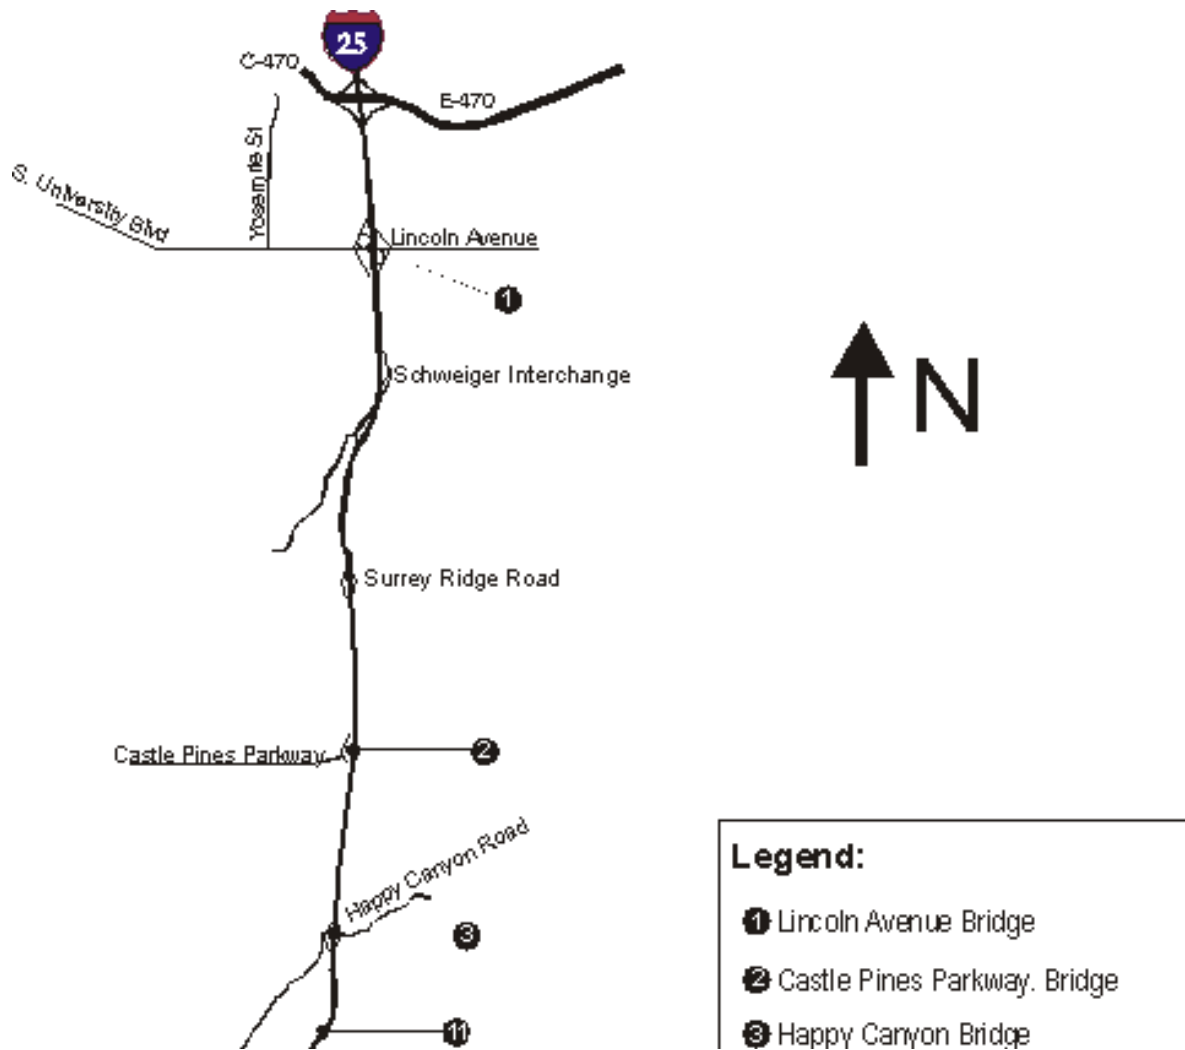 25
C-470
E-470
Yosemite St
S. University Blvd
Lincoln Avenue
1
Schweiger Interchange
N
Surrey Ridge Road
Castle Pines Parkway
2
Happy Canyon Road
3
11
Legend:
1 Lincoln Avenue Bridge
2 Castle Pines Parkway. Bridge
3 Happy Canyon Bridge